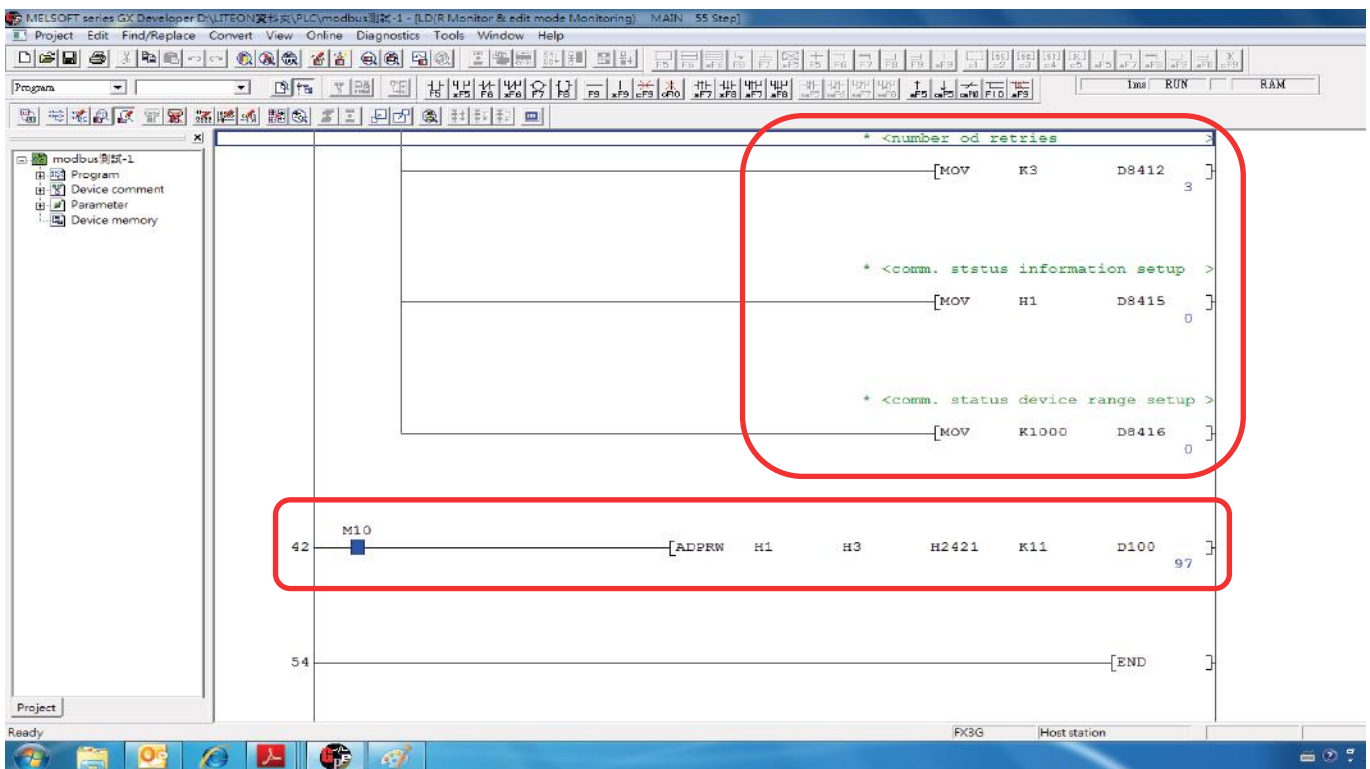 MELSOFT series GX Developer D:\LITEON資料夾\PLC\modbus測試-1 - [LD(R Monitor & edit mode Monitoring) MAIN 55 Step]
Project Edit Find/Replace Convert View Online Diagnostics Tools Window Help
Program
1ms RUN RAM
modbus測試-1
Program
Device comment
Parameter
Device memory
* <number od retries >
MOV K3 D8412
3
* <comm. ststus information setup >
MOV H1 D8415
0
* <comm. status device range setup >
MOV K1000 D8416
0
M10
42 ADPRW H1 H3 H2421 K11 D100
97
54 END
Project
Ready FX3G Host station